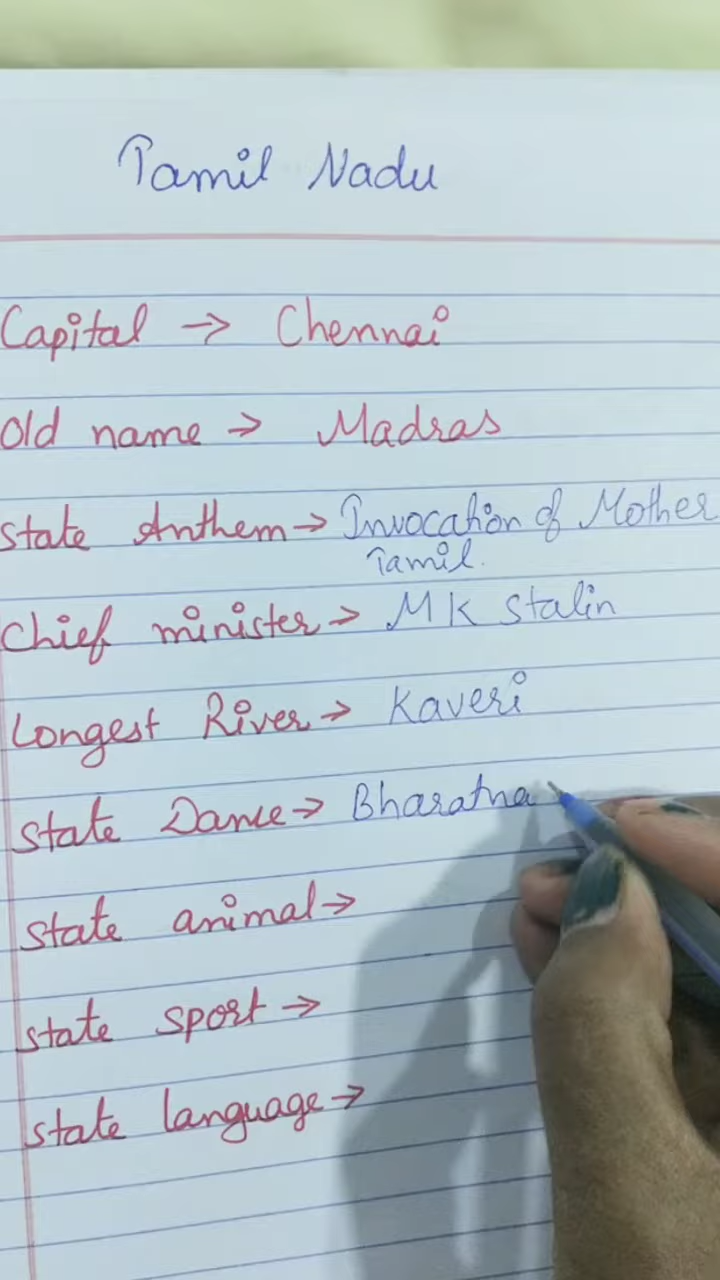 Tamil Nadu
Capital → Chennai
Old name → Madras
State Anthem → Invocation of Mother
Tamil.
Chief minister → M K Stalin
Longest River → Kaveri
State Dance → Bharatna
State animal →
State sport →
State language →